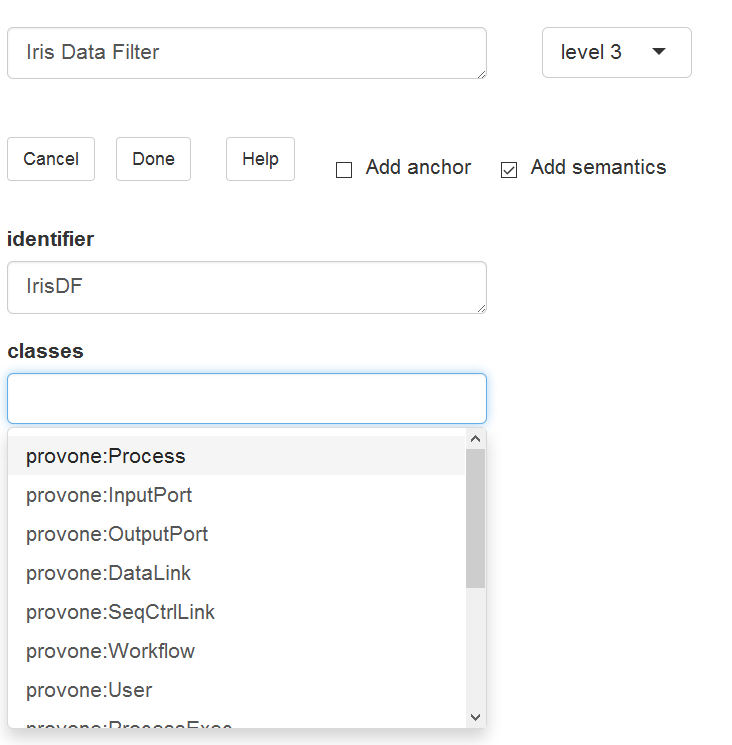 Iris Data Filter
level 3
Cancel Done Help Add anchor Add semantics
identifier
IrisDF
classes
provone:Process
provone:InputPort
provone:OutputPort
provone:DataLink
provone:SeqCtrlLink
provone:Workflow
provone:User
provone:ProcessExec